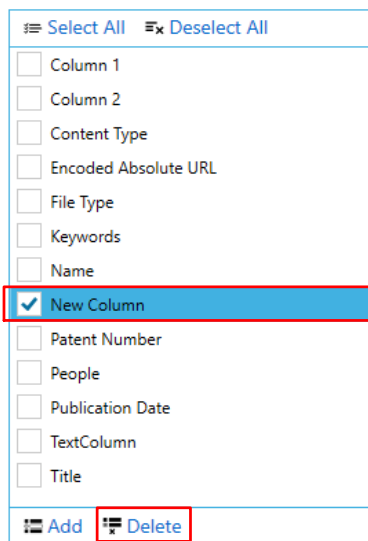 Select All Deselect All
Column 1
Column 2
Content Type
Encoded Absolute URL
File Type
Keywords
Name
New Column
Patent Number
People
Publication Date
TextColumn
Title
Add Delete